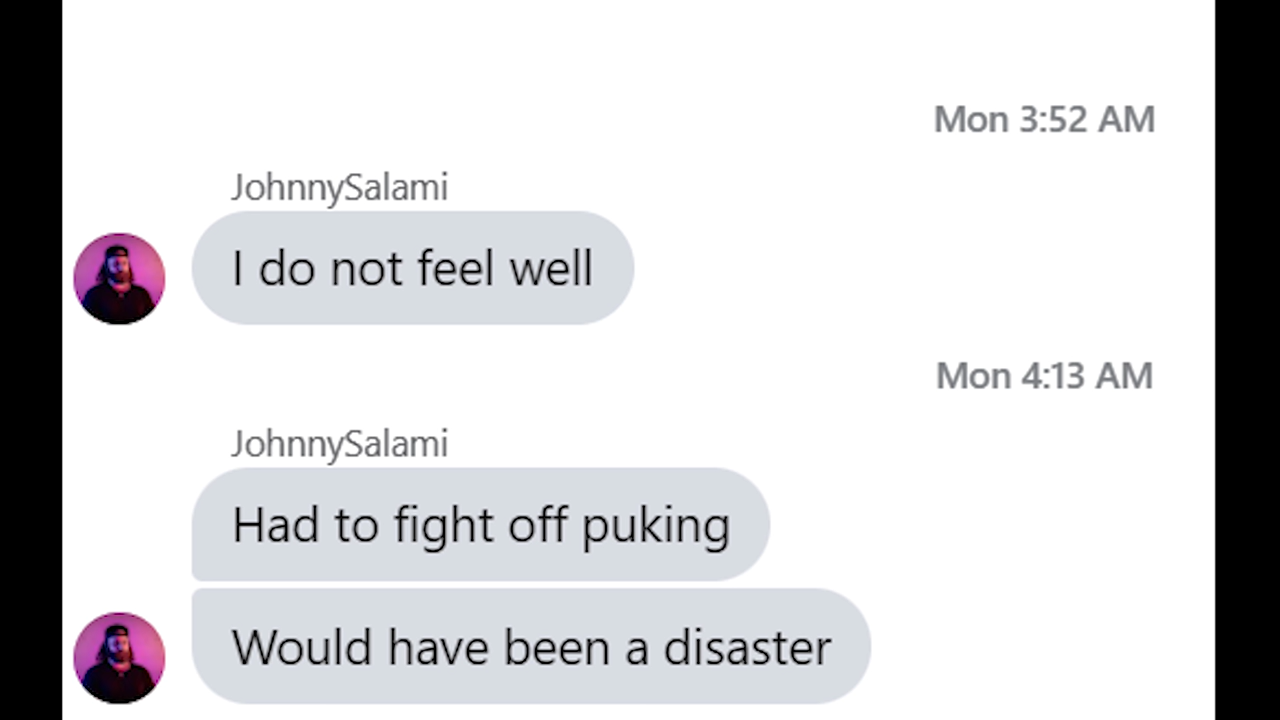 Mon 3:52 AM
JohnnySalami
I do not feel well
Mon 4:13 AM
JohnnySalami
Had to fight off puking
Would have been a disaster